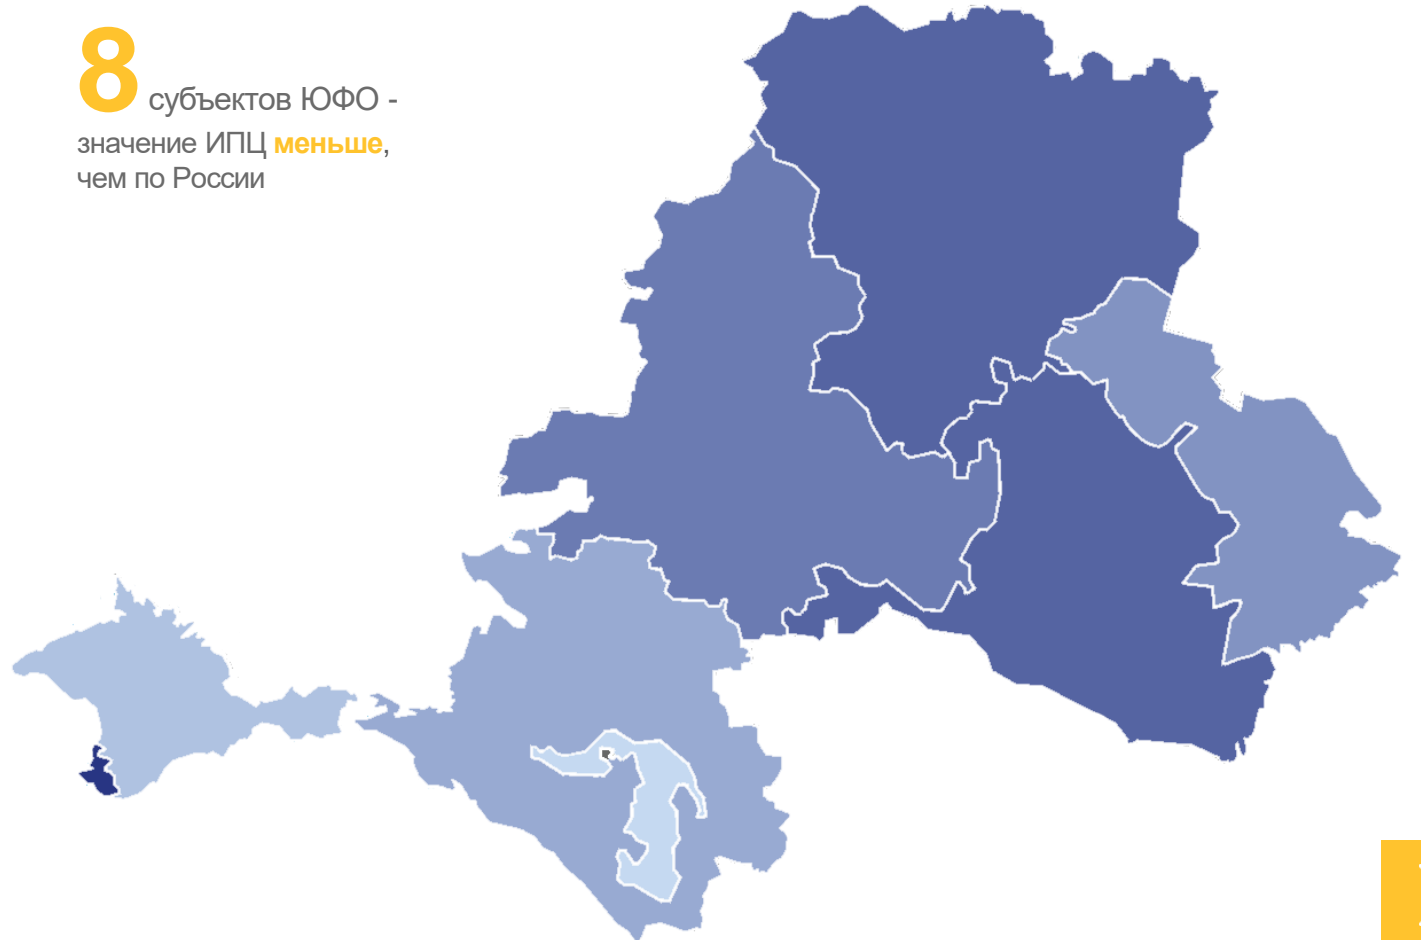 8 субъектов ЮФО -
значение ИПЦ меньше,
чем по России